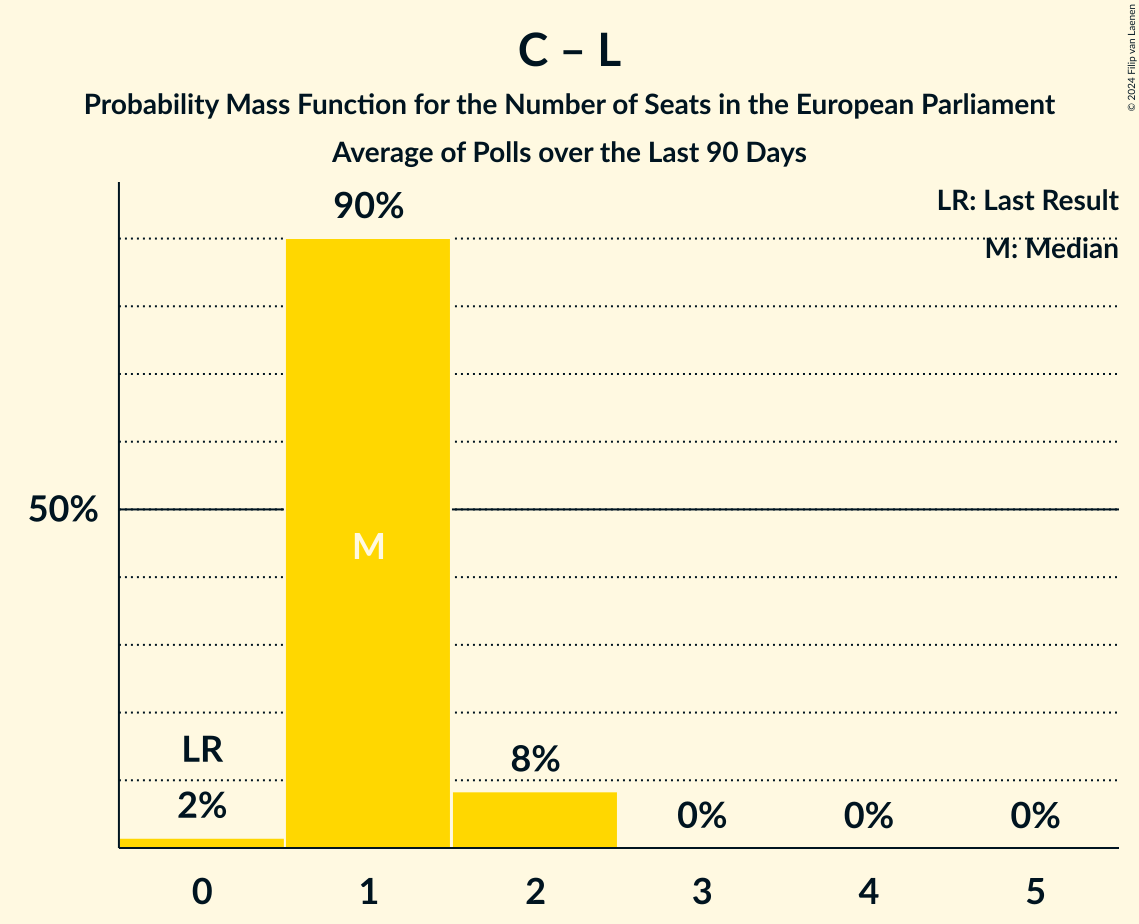 C – L
Probability Mass Function for the Number of Seats in the European Parliament
Average of Polls over the Last 90 Days
© 2024 Filip van Laenen
LR: Last Result
M: Median
90%
50%
M
LR
2%
8%
0%
0%
0%
0
1
2
3
4
5